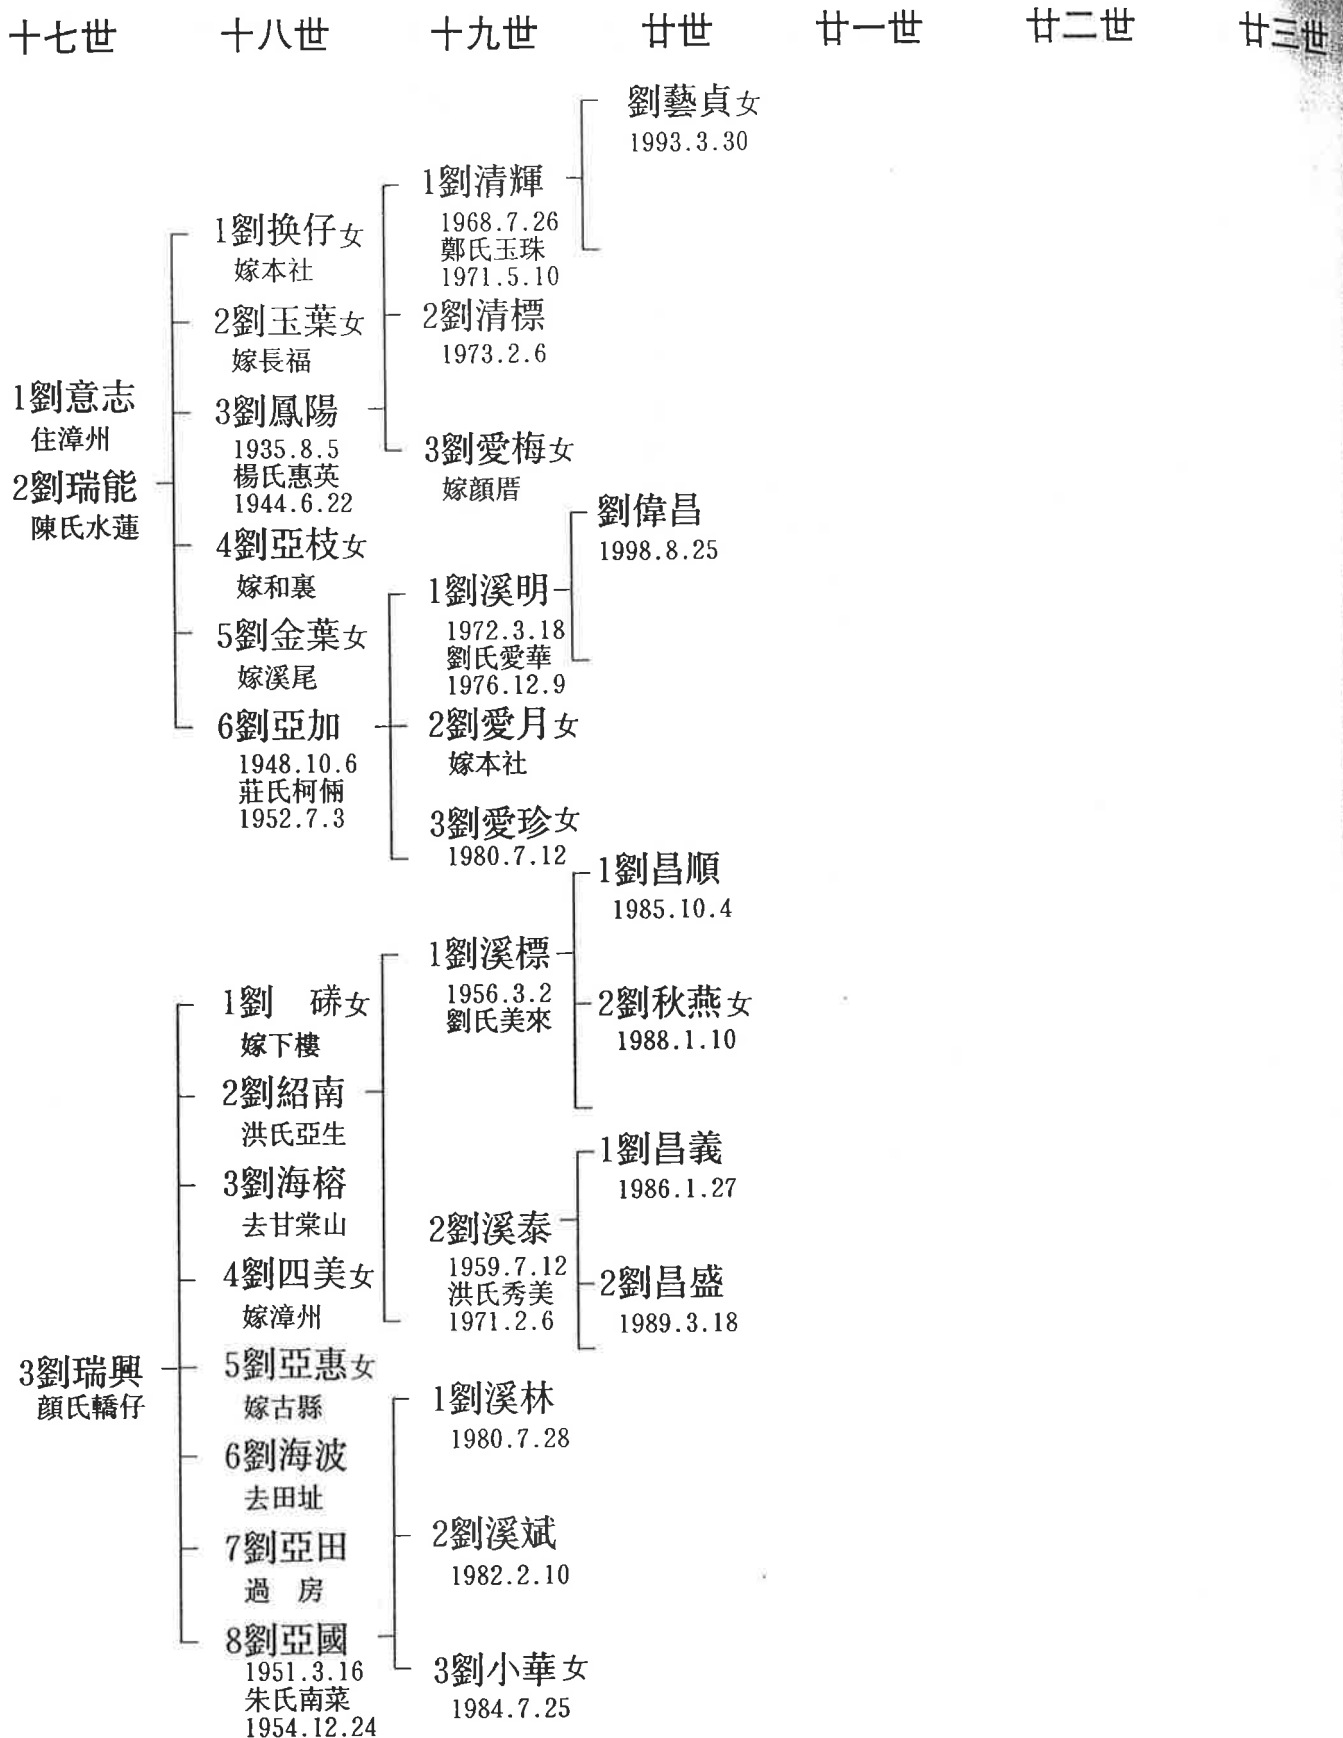 十七世
十八世
十九世
廿世
廿一世
廿二世
廿三世
1劉意志
住漳州
2劉瑞能
陳氏水蓮
1劉换仔女
嫁本社
2劉玉葉女
嫁長福
3劉鳳陽
1935.8.5
楊氏惠英
1944.6.22
4劉亞枝女
嫁和裏
5劉金葉女
嫁溪尾
6劉亞加
1948.10.6
莊氏柯倆
1952.7.3
1劉清輝
1968.7.26
鄭氏玉珠
1971.5.10
2劉清標
1973.2.6
3劉愛梅女
嫁顔厝
1劉溪明
1972.3.18
劉氏愛華
1976.12.9
2劉愛月女
嫁本社
3劉愛珍女
1980.7.12
劉藝貞女
1993.3.30
劉偉昌
1998.8.25
3劉瑞興
顔氏轎仔
1劉　女
嫁下樓
2劉紹南
洪氏亞生
3劉海榕
去甘棠山
4劉四美女
嫁漳州
5劉亞惠女
嫁古縣
6劉海波
去田址
7劉亞田
過　房
8劉亞國
1951.3.16
朱氏南菜
1954.12.24
1劉溪標
1956.3.2
劉氏美來
2劉溪泰
1959.7.12
洪氏秀美
1971.2.6
1劉溪林
1980.7.28
2劉溪斌
1982.2.10
3劉小華女
1984.7.25
1劉昌順
1985.10.4
2劉秋燕女
1988.1.10
1劉昌義
1986.1.27
2劉昌盛
1989.3.18